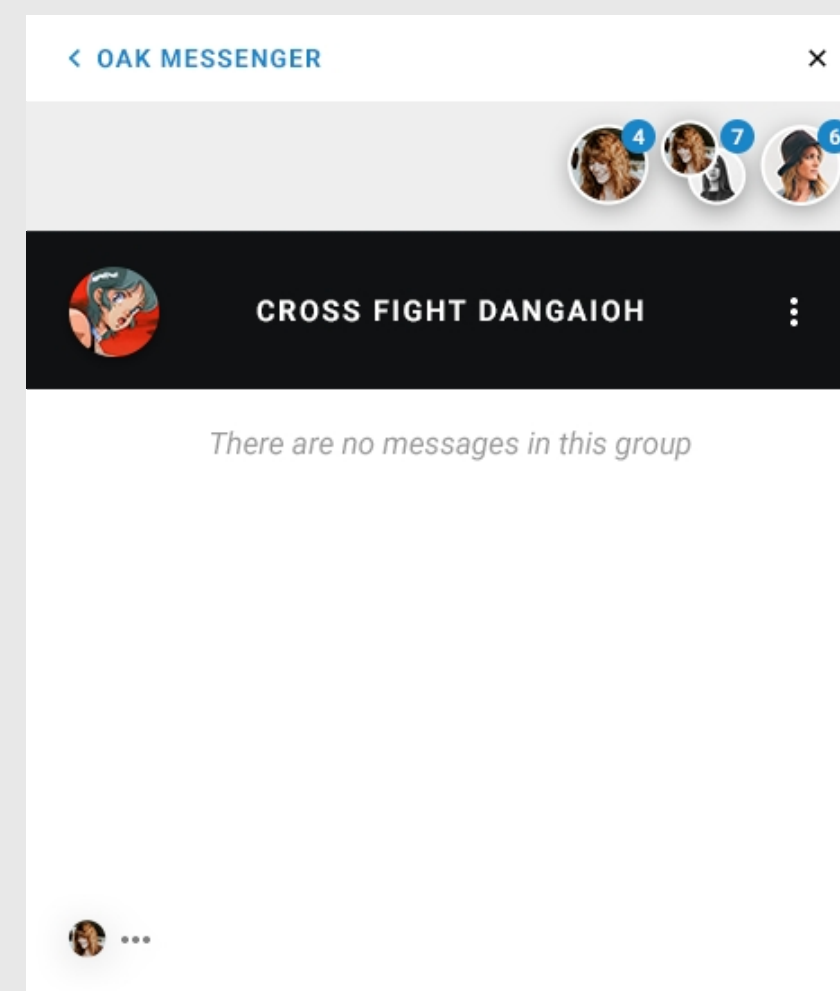 OAK MESSENGER
4
7
6
CROSS FIGHT DANGAIOH
There are no messages in this group